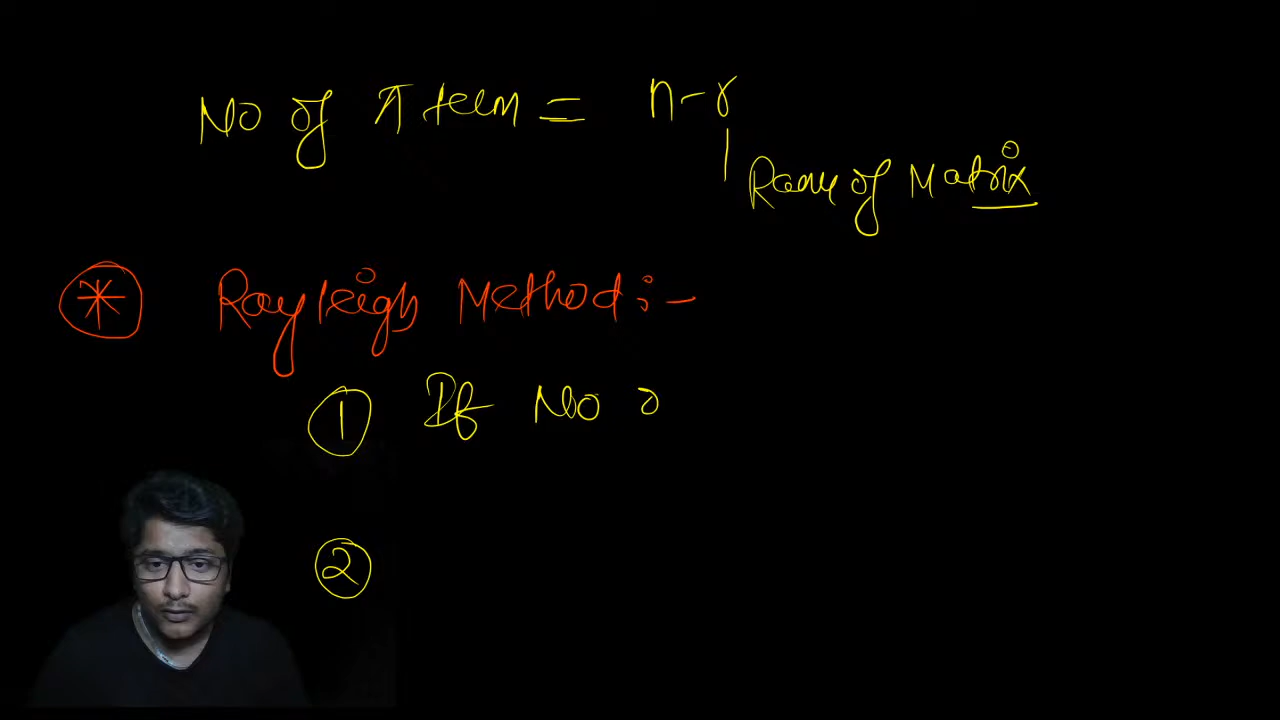 No of π term = n-r
Rank of Matrix
* Rayleigh Method :-
① If No o
②